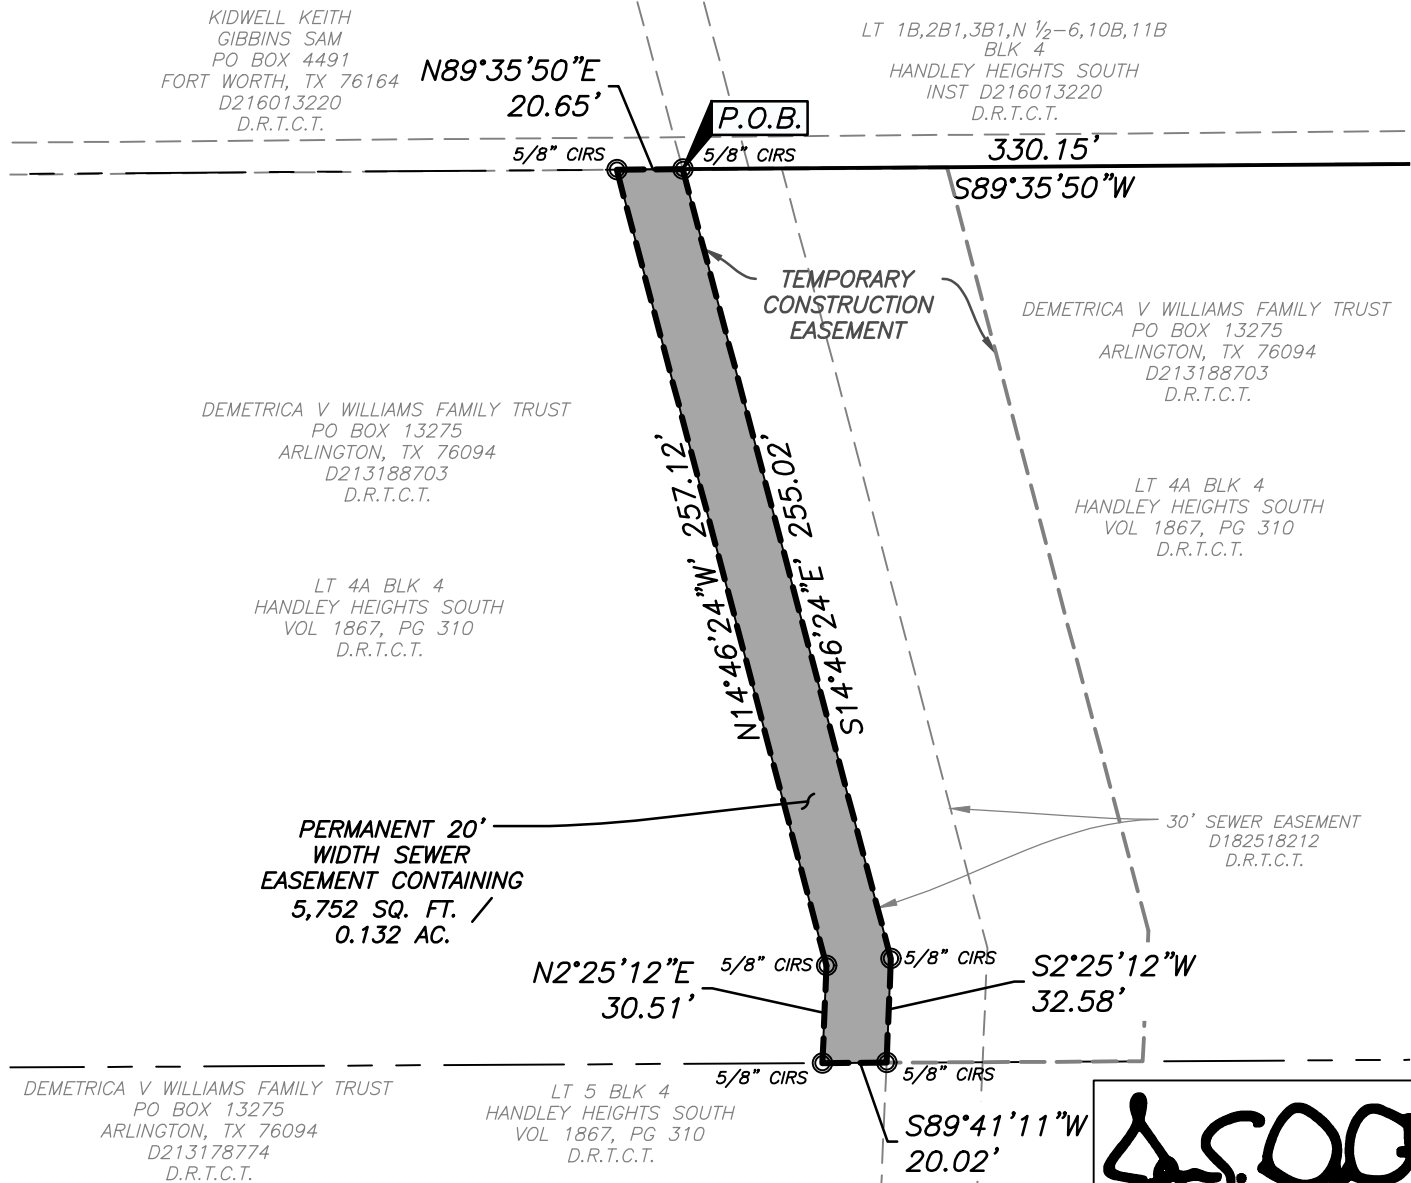 KIDWELL KEITH
GIBBINS SAM
PO BOX 4491
FORT WORTH, TX 76164
D216013220
D.R.T.C.T.
N89°35'50"E
20.65'
P.O.B.
LT 1B,2B1,3B1,N ½-6,10B,11B
BLK 4
HANDLEY HEIGHTS SOUTH
INST D216013220
D.R.T.C.T.
5/8" CIRS
5/8" CIRS
330.15'
S89°35'50"W
TEMPORARY
CONSTRUCTION
EASEMENT
DEMETRICA V WILLIAMS FAMILY TRUST
PO BOX 13275
ARLINGTON, TX 76094
D213188703
D.R.T.C.T.
DEMETRICA V WILLIAMS FAMILY TRUST
PO BOX 13275
ARLINGTON, TX 76094
D213188703
D.R.T.C.T.
N14°46'24"W' 257.12'
S14°46'24"E' 255.02'
LT 4A BLK 4
HANDLEY HEIGHTS SOUTH
VOL 1867, PG 310
D.R.T.C.T.
LT 4A BLK 4
HANDLEY HEIGHTS SOUTH
VOL 1867, PG 310
D.R.T.C.T.
PERMANENT 20'
WIDTH SEWER
EASEMENT CONTAINING
5,752 SQ. FT. /
0.132 AC.
30' SEWER EASEMENT
D182518212
D.R.T.C.T.
N2°25'12"E
30.51'
5/8" CIRS
5/8" CIRS
S2°25'12"W
32.58'
5/8" CIRS
5/8" CIRS
DEMETRICA V WILLIAMS FAMILY TRUST
PO BOX 13275
ARLINGTON, TX 76094
D213178774
D.R.T.C.T.
LT 5 BLK 4
HANDLEY HEIGHTS SOUTH
VOL 1867, PG 310
D.R.T.C.T.
S89°41'11"W
20.02'